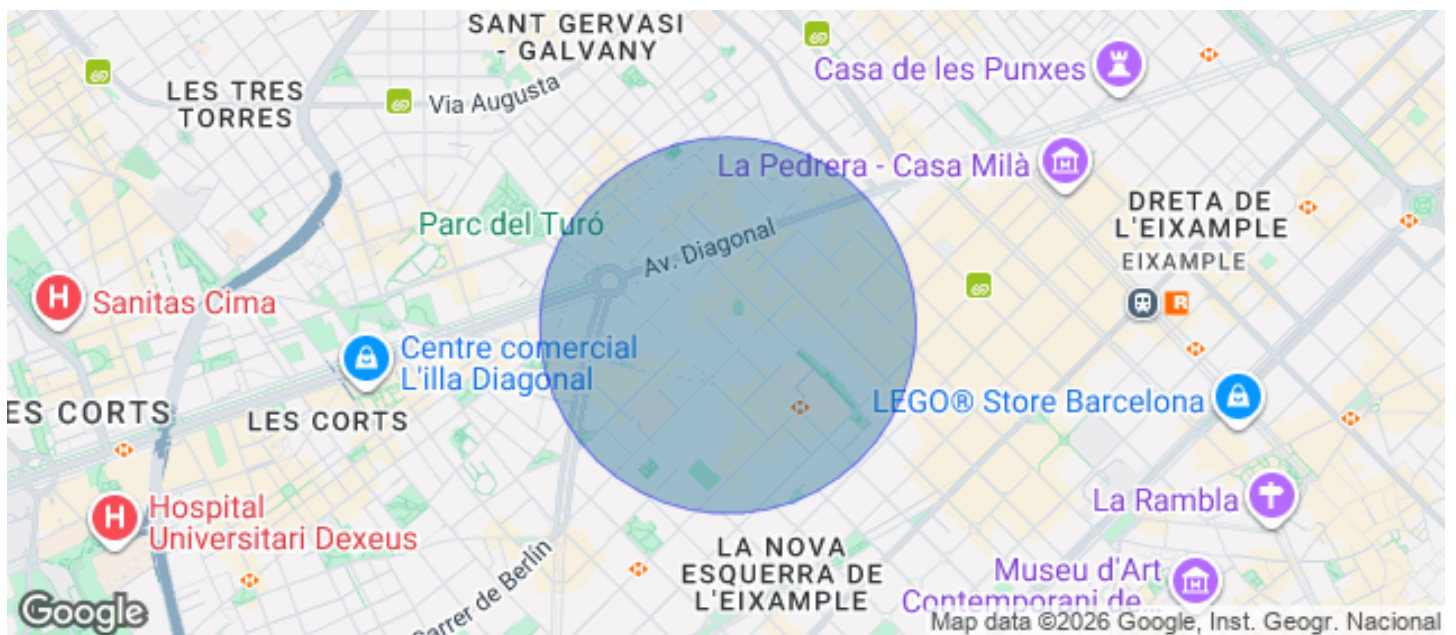 SANT GERVASI
- GALVANY
Casa de les Punxes
LES TRES
TORRES
Via Augusta
La Pedrera - Casa Milà
DRETA DE
L'EIXAMPLE
EIXAMPLE
Parc del Turó
Av. Diagonal
R
H
Sanitas Cima
Centre comercial
L'illa Diagonal
ES CORTS
LES CORTS
LEGO® Store Barcelona
H
Hospital
Universitari Dexeus
La Rambla
LA NOVA
ESQUERRA DE
L'EIXAMPLE
Carrer de Berlín
Museu d'Art
Contemporani de...
Google
Map data ©2026 Google, Inst. Geogr. Nacional